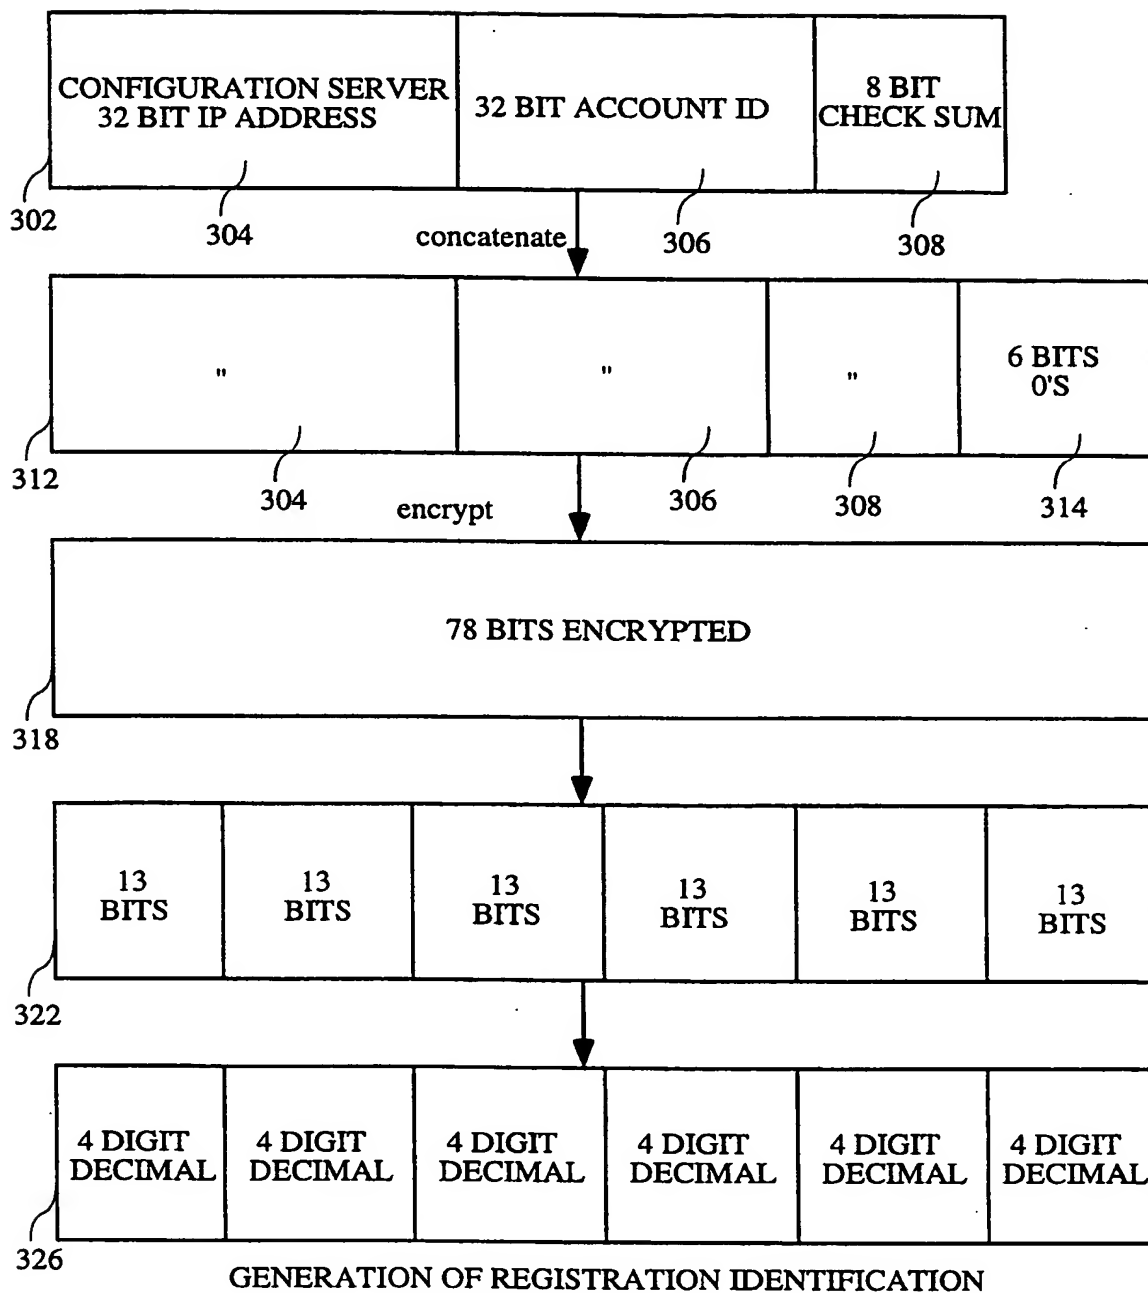 CONFIGURATION SERVER
32 BIT IP ADDRESS
32 BIT ACCOUNT ID
8 BIT
CHECK SUM
302
304
concatenate
306
308
"
"
"
6 BITS
0'S
312
304
encrypt
306
308
314
78 BITS ENCRYPTED
318
13
BITS
13
BITS
13
BITS
13
BITS
13
BITS
13
BITS
322
4 DIGIT
DECIMAL
4 DIGIT
DECIMAL
4 DIGIT
DECIMAL
4 DIGIT
DECIMAL
4 DIGIT
DECIMAL
4 DIGIT
DECIMAL
326
GENERATION OF REGISTRATION IDENTIFICATION